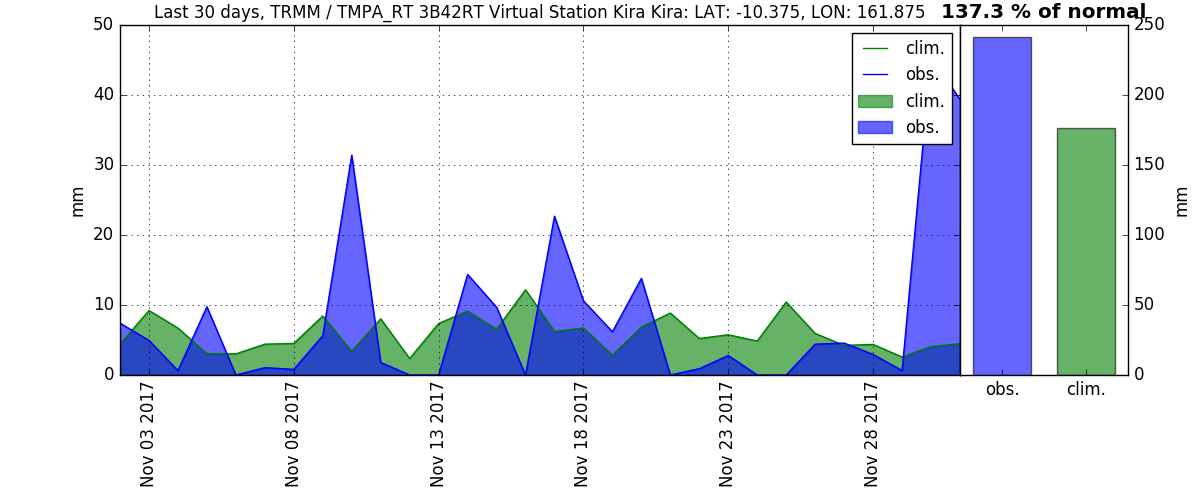 Last 30 days, TRMM / TMPA_RT 3B42RT Virtual Station Kira Kira: LAT: -10.375, LON: 161.875 137.3 % of normal
50
40
30
20
10
0
mm
clim.
obs.
clim.
obs.
250
200
150
100
50
0
mm
obs. clim.
Nov 03 2017
Nov 08 2017
Nov 13 2017
Nov 18 2017
Nov 23 2017
Nov 28 2017